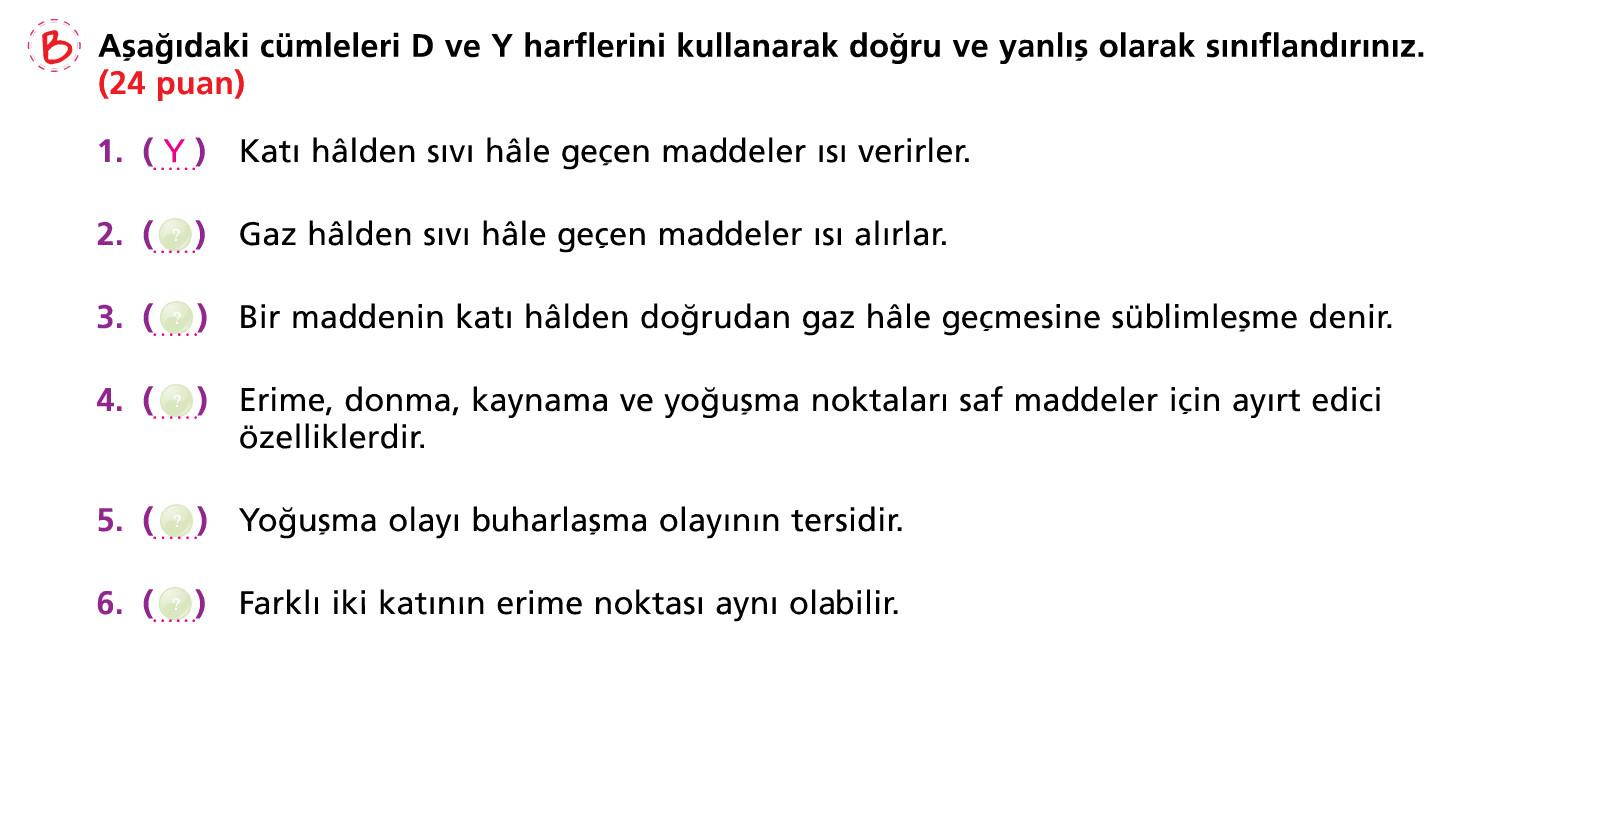 B Aşağıdaki cümleleri D ve Y harflerini kullanarak doğru ve yanlış olarak sınıflandırınız.
(24 puan)
1. ( Y ) Katı hâlden sıvı hâle geçen maddeler ısı verirler.
2. ( ? ) Gaz hâlden sıvı hâle geçen maddeler ısı alırlar.
3. ( ? ) Bir maddenin katı hâlden doğrudan gaz hâle geçmesine süblimleşme denir.
4. ( ? ) Erime, donma, kaynama ve yoğuşma noktaları saf maddeler için ayırt edici
özelliklerdir.
5. ( ? ) Yoğuşma olayı buharlaşma olayının tersidir.
6. ( ? ) Farklı iki katının erime noktası aynı olabilir.